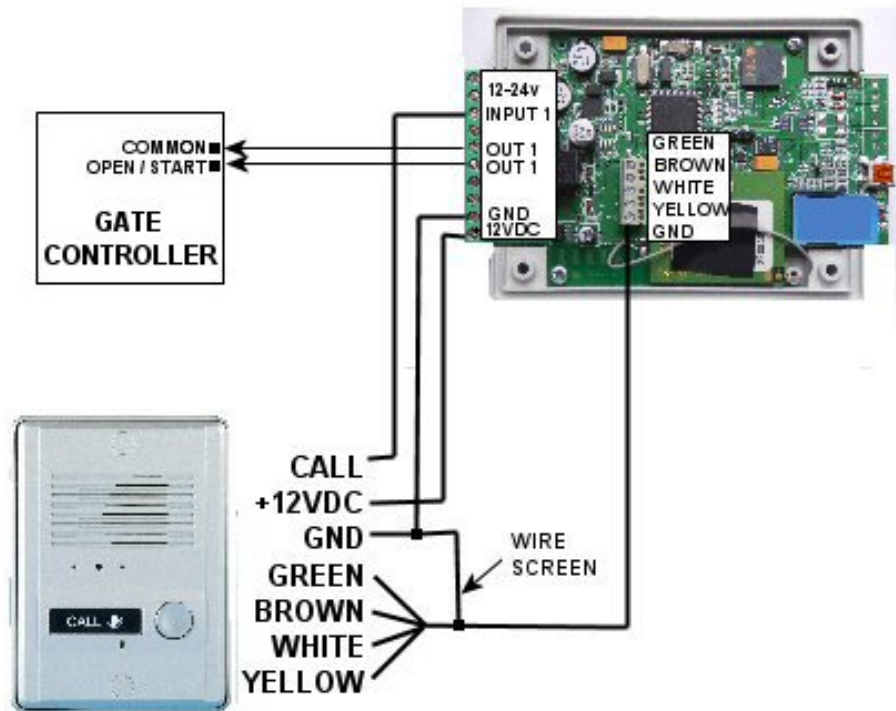 12-24v
INPUT 1
OUT 1
OUT 1
GND
12VDC
GREEN
BROWN
WHITE
YELLOW
GND
COMMON
OPEN / START
GATE
CONTROLLER
CALL
+12VDC
GND
GREEN
BROWN
WHITE
YELLOW
WIRE
SCREEN
CALL